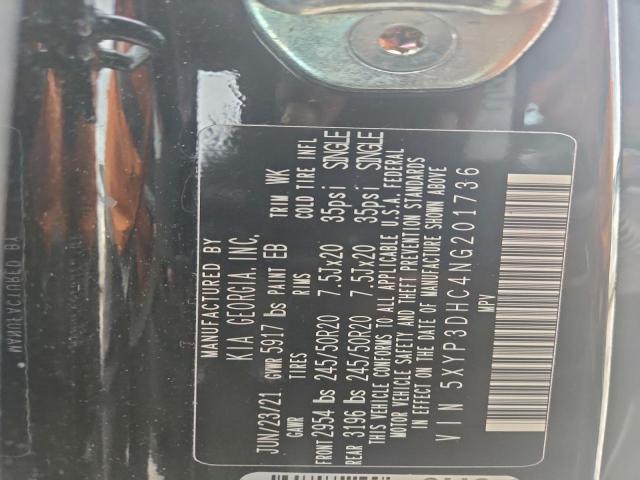 MANUFACTURED BY
KIA GEORGIA, INC.
JUN/23/21 GVWR 5917 lbs PAINT EB TRIM WK
GAWR TIRES RIMS COLD TIRE INFL
FRONT 2954 lbs 245/50R20 7.5Jx20 35psi SINGLE
REAR 3196 lbs 245/50R20 7.5Jx20 35psi SINGLE
THIS VEHICLE CONFORMS TO ALL APPLICABLE U.S.A. FEDERAL
MOTOR VEHICLE SAFETY AND THEFT PREVENTION STANDARDS
IN EFFECT ON THE DATE OF MANUFACTURE SHOWN ABOVE
VIN 5XYP3DHC4NG201736
MPV
MANUFACTURED BY